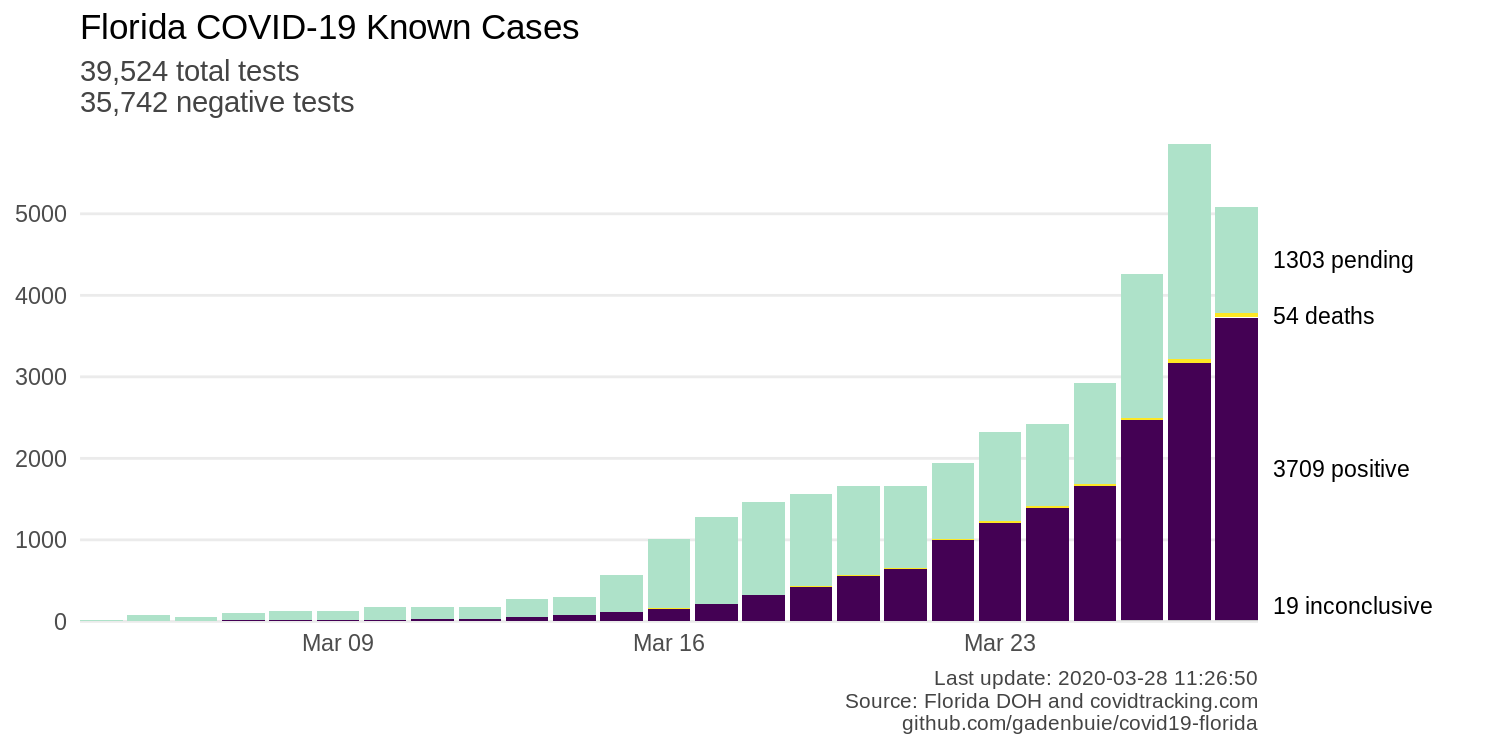 Florida COVID-19 Known Cases
39,524 total tests
35,742 negative tests
5000
4000
3000
2000
1000
0
1303 pending
54 deaths
3709 positive
19 inconclusive
Mar 09
Mar 16
Mar 23
Last update: 2020-03-28 11:26:50
Source: Florida DOH and covidtracking.com
github.com/gadenbuie/covid19-florida